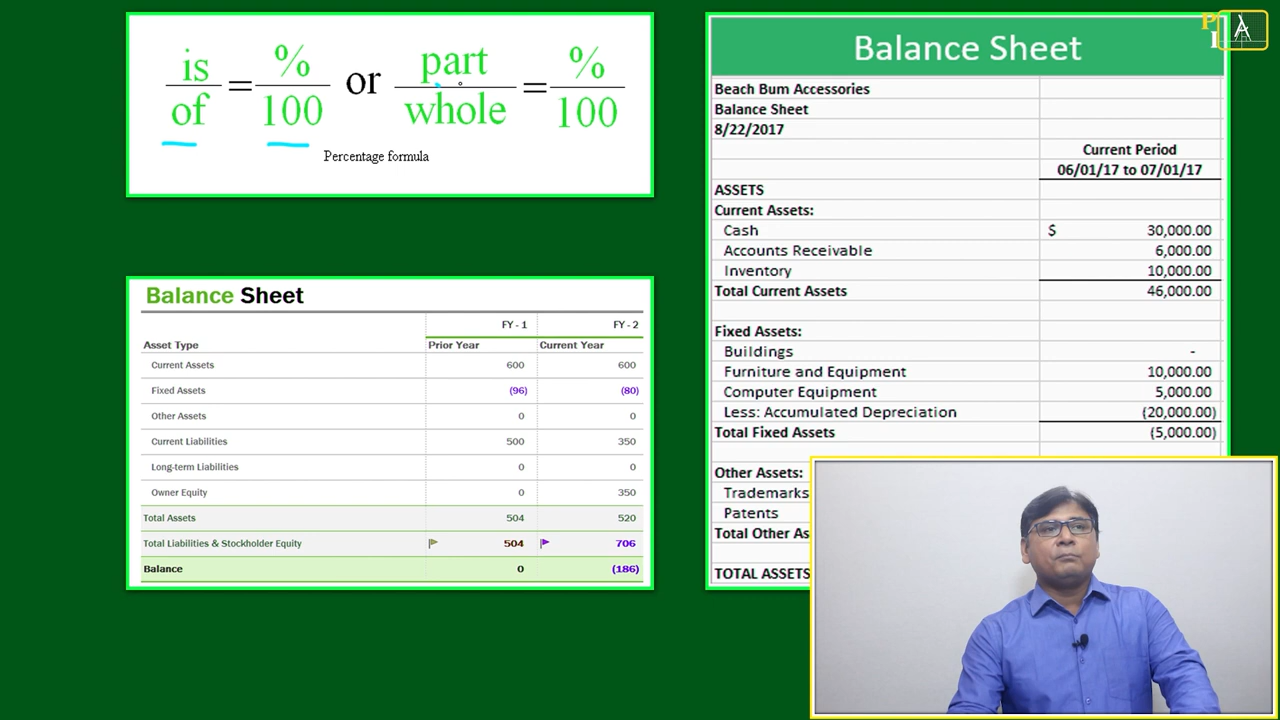 is
of
=
%
100
or
part
whole
=
%
100
Percentage formula
Balance Sheet
FY - 1 FY - 2
Asset Type Prior Year Current Year
Current Assets 600 600
Fixed Assets (96) (80)
Other Assets 0 0
Current Liabilities 500 350
Long-term Liabilities 0 0
Owner Equity 0 350
Total Assets 504 520
Total Liabilities & Stockholder Equity 504 706
Balance 0 (186)
Balance Sheet
Beach Bum Accessories
Balance Sheet
8/22/2017
Current Period
06/01/17 to 07/01/17
ASSETS
Current Assets:
Cash $ 30,000.00
Accounts Receivable 6,000.00
Inventory 10,000.00
Total Current Assets 46,000.00
Fixed Assets:
Buildings -
Furniture and Equipment 10,000.00
Computer Equipment 5,000.00
Less: Accumulated Depreciation (20,000.00)
Total Fixed Assets (5,000.00)
Other Assets:
Trademarks
Patents
Total Other As
TOTAL ASSETS